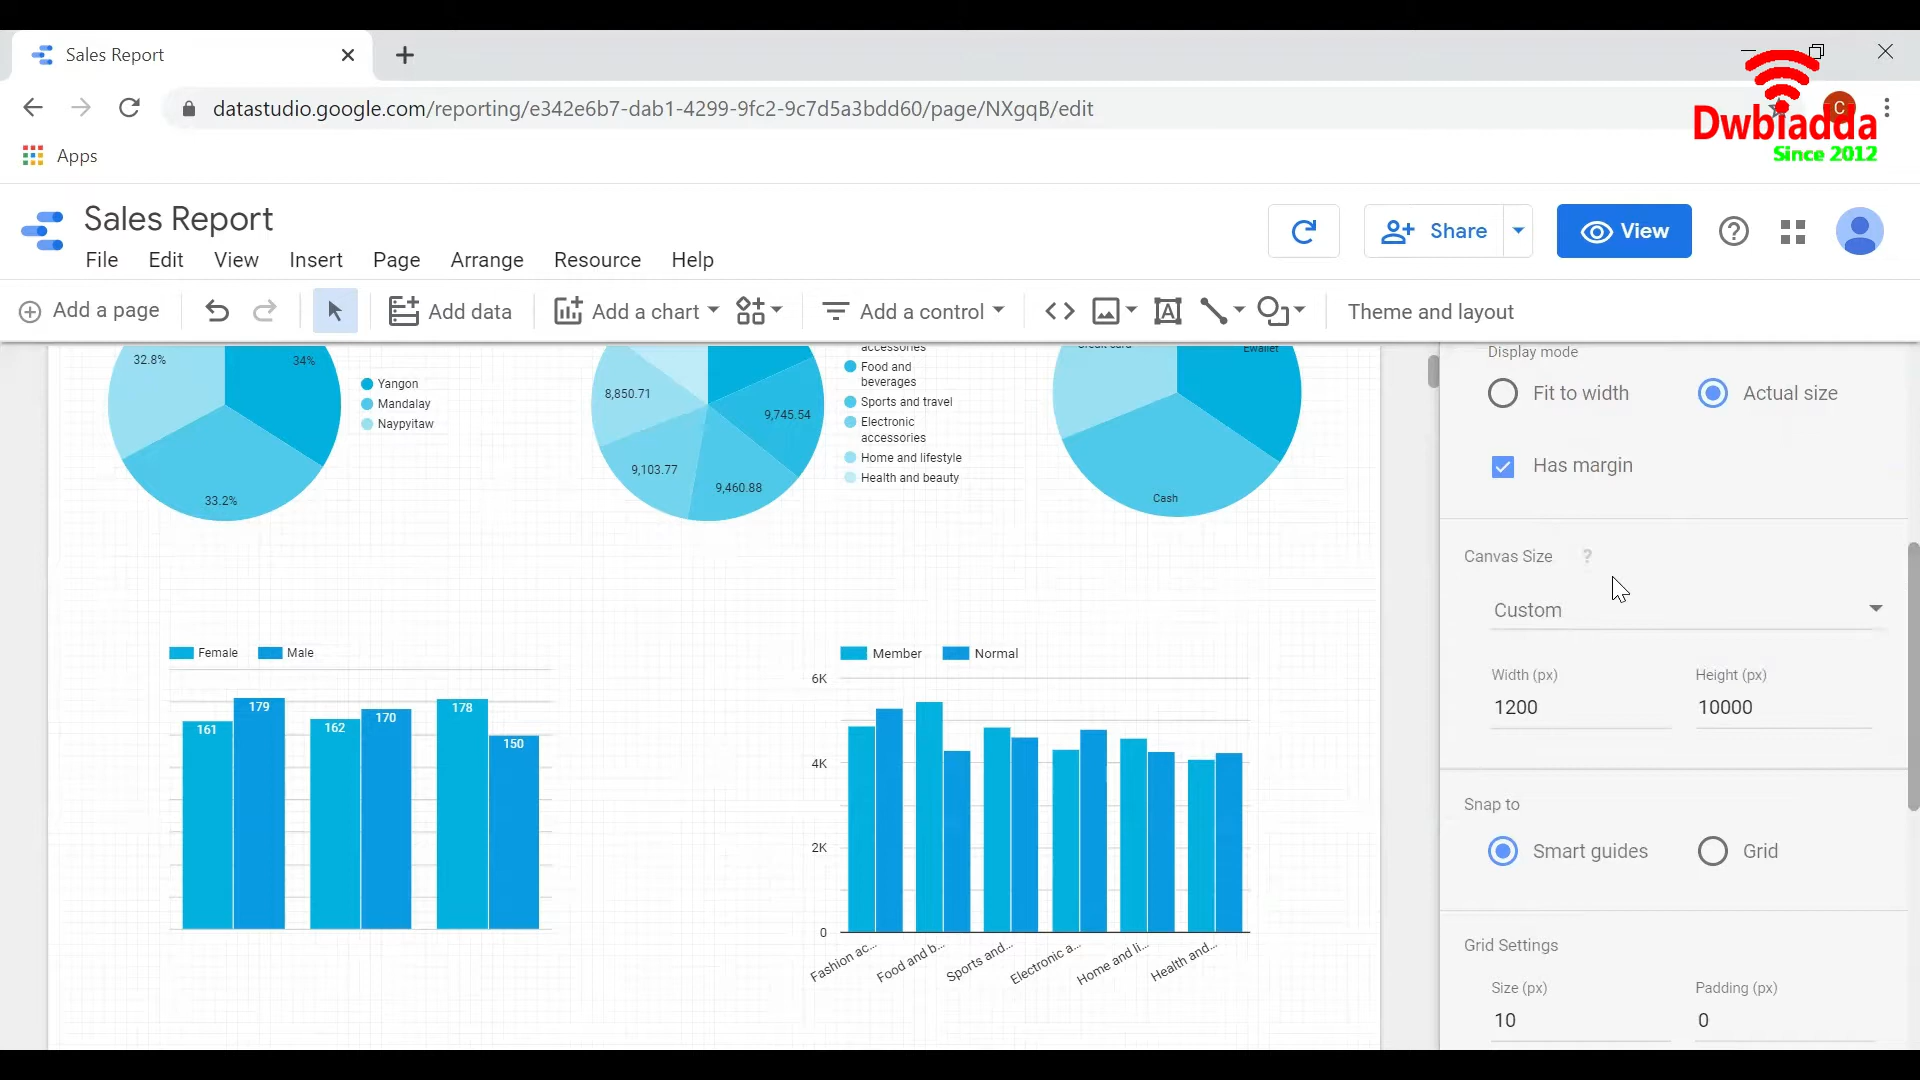 Sales Report
datastudio.google.com/reporting/e342e6b7-dab1-4299-9fc2-9c7d5a3bdd60/page/NXgqB/edit
C
Dwbiadda
Since 2012
Apps
Sales Report
File Edit View Insert Page Arrange Resource Help
Share
View
Add a page
Add data
Add a chart
Add a control
Theme and layout
32.8%
34%
33.2%
Yangon
Mandalay
Naypyitaw
8,850.71
9,745.54
9,103.77
9,460.88
accessories
Food and
beverages
Sports and travel
Electronic
accessories
Home and lifestyle
Health and beauty
Credit card
Ewallet
Cash
Female Male
161 179 162 170 178 150
Member Normal
6K
4K
2K
0
Fashion ac... Food and b... Sports and... Electronic a... Home and li... Health and...
Display mode
Fit to width Actual size
Has margin
Canvas Size ?
Custom
Width (px) Height (px)
1200 10000
Snap to
Smart guides Grid
Grid Settings
Size (px) Padding (px)
10 0